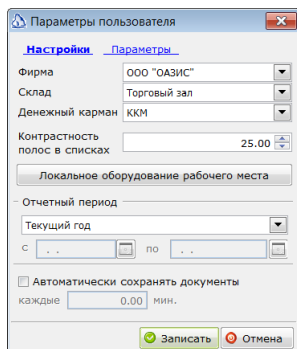 Параметры пользователя
Настройки Параметры
Фирма ООО "ОАЗИС"
Склад Торговый зал
Денежный карман ККМ
Контрастность
полос в списках 25.00
Локальное оборудование рабочего места
Отчетный период
Текущий год
с . . по . .
Автоматически сохранять документы
каждые 0.00 мин.
Записать Отмена